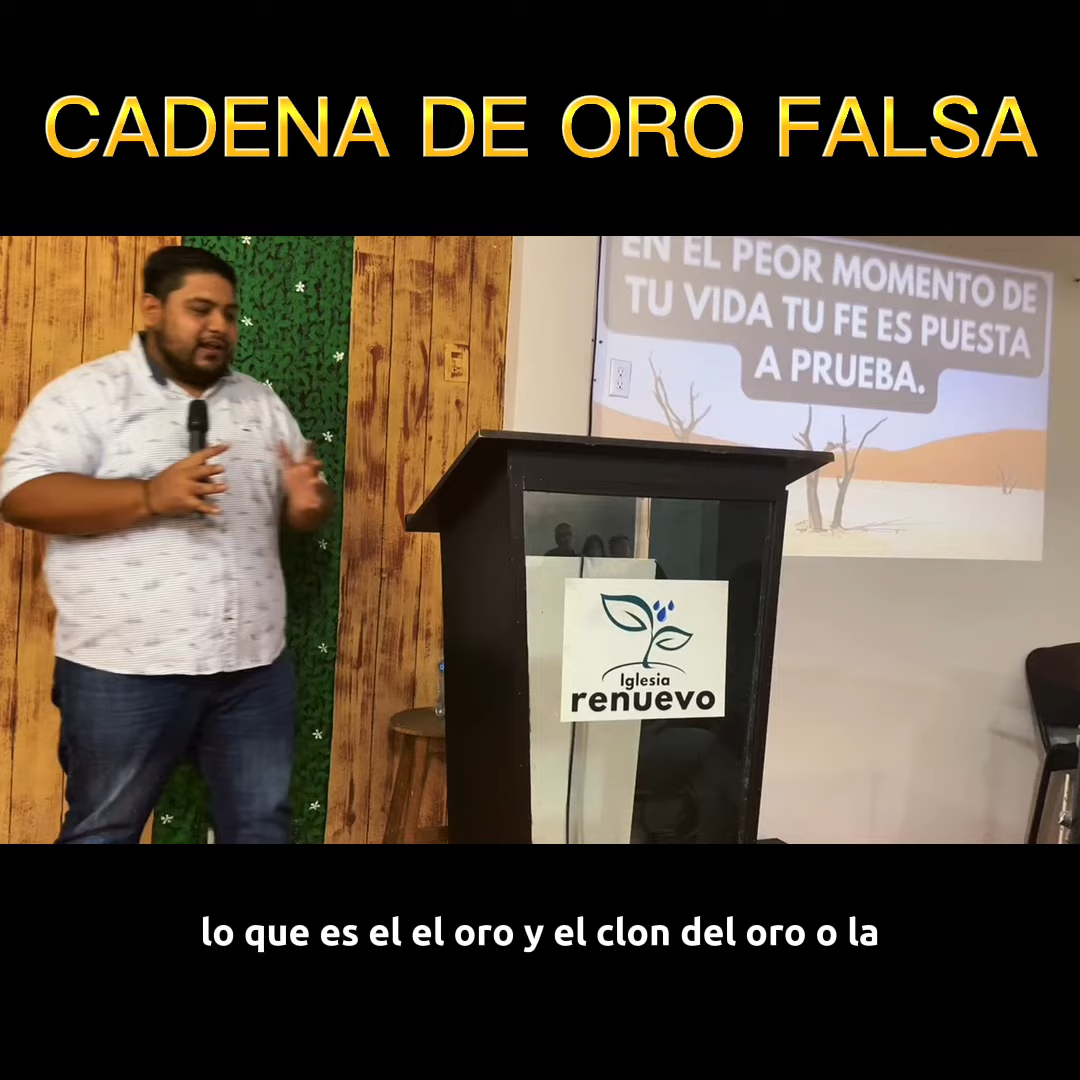 CADENA DE ORO FALSA
EN EL PEOR MOMENTO DE
TU VIDA TU FE ES PUESTA
A PRUEBA.
Iglesia
renuevo
lo que es el el oro y el clon del oro o la